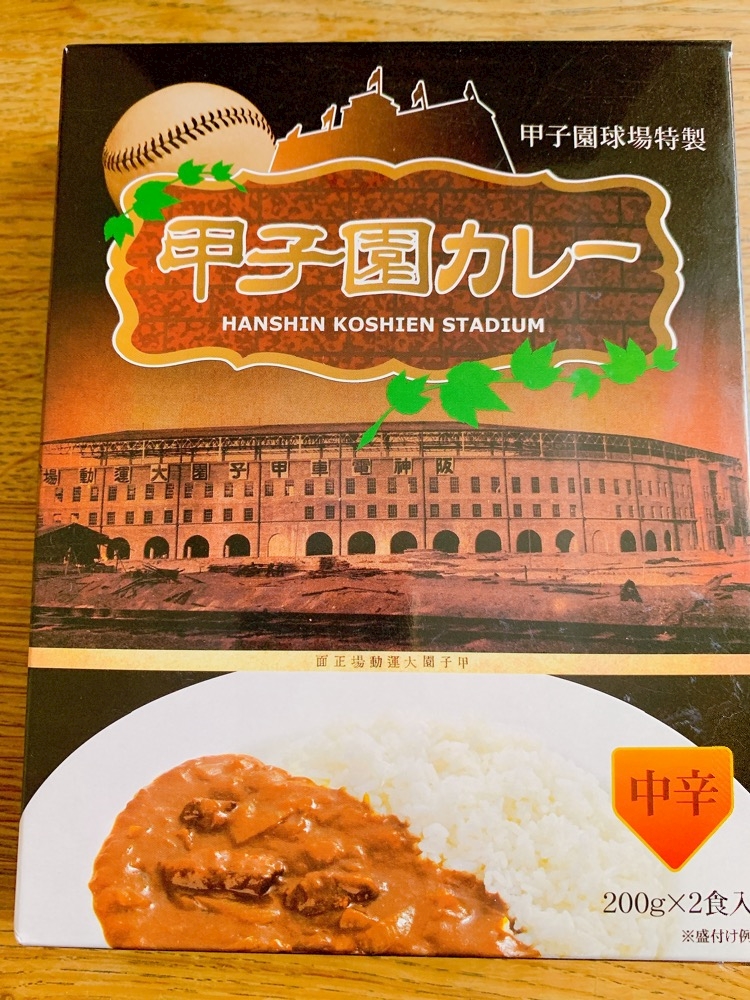 甲子園球場特製
甲子園カレー
HANSHIN KOSHIEN STADIUM
場動運大園子甲車電神阪
面正場動運大園子甲
中辛
200g×2食入
※盛付け例